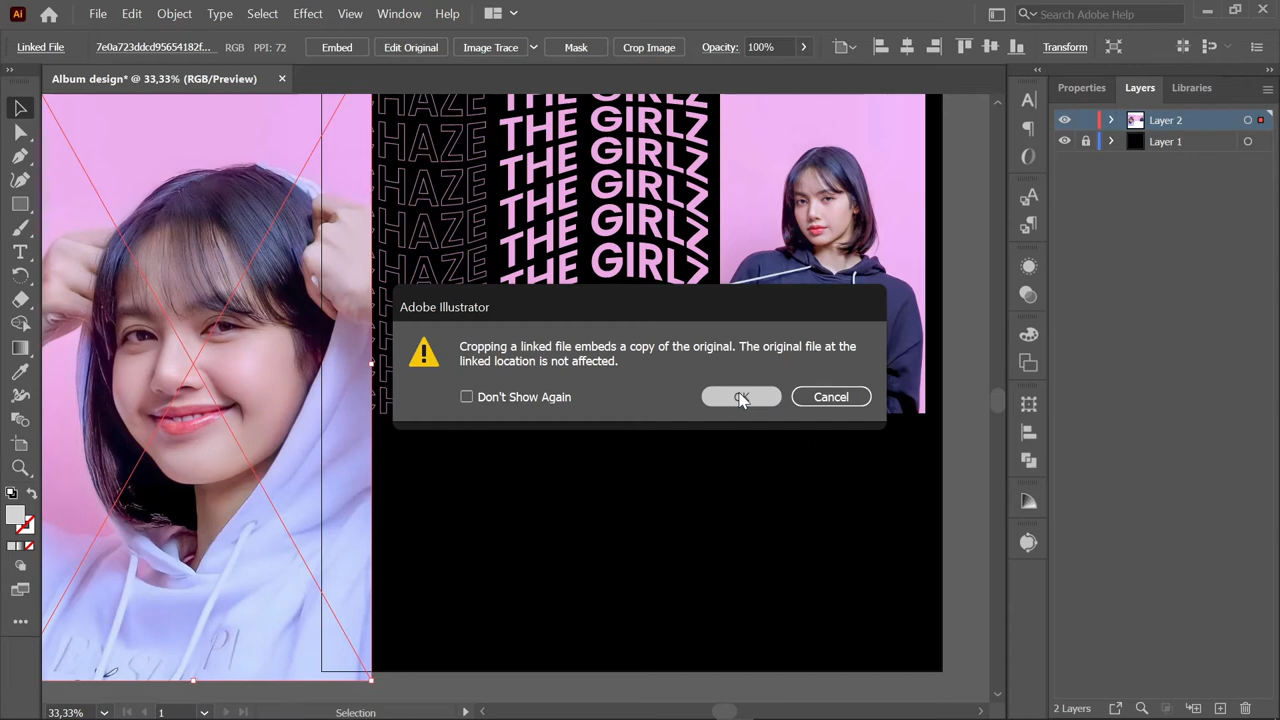 Ai File Edit Object Type Select Effect View Window Help Search Adobe Help
Linked File 7e0a723ddcd95654182f... RGB PPI: 72 Embed Edit Original Image Trace Mask Crop Image Opacity: 100% Transform
Album design* @ 33,33% (RGB/Preview)
Properties Layers Libraries
Layer 2
Layer 1
HAZE
HAZE
HAZE
HAZE
HAZE
THE GIRLZ
THE GIRLZ
THE GIRLZ
THE GIRLZ
THE GIRLZ
Adobe Illustrator
Cropping a linked file embeds a copy of the original. The original file at the
linked location is not affected.
Don't Show Again
OK
Cancel
33,33% 1 Selection
2 Layers